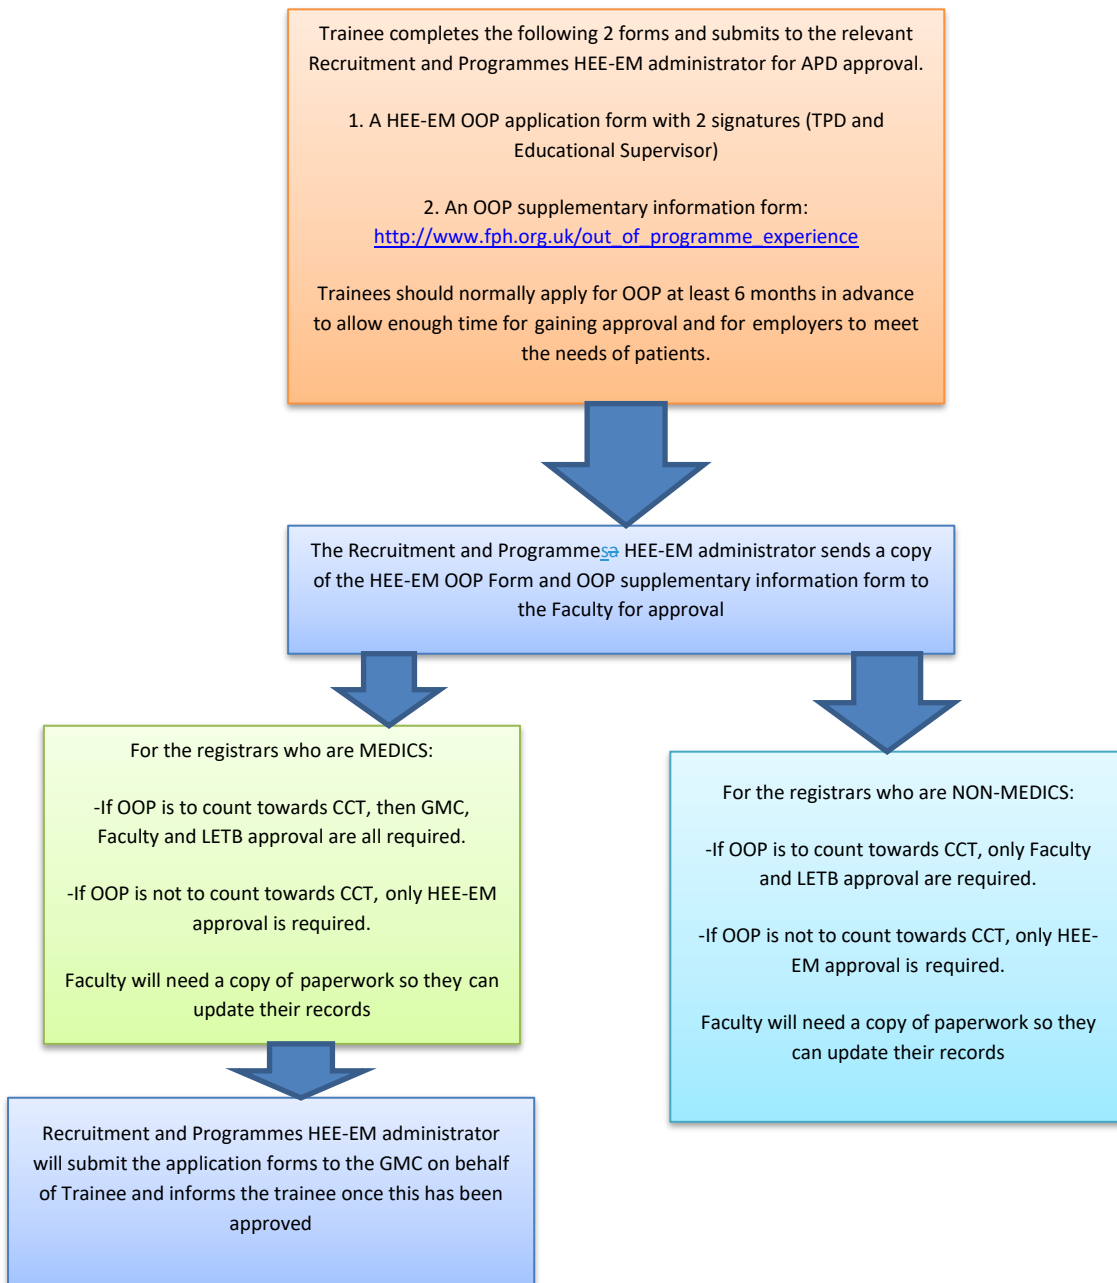 Trainee completes the following 2 forms and submits to the relevant
Recruitment and Programmes HEE-EM administrator for APD approval.
1. A HEE-EM OOP application form with 2 signatures (TPD and
Educational Supervisor)
2. An OOP supplementary information form:
http://www.fph.org.uk/out_of_programme_experience
Trainees should normally apply for OOP at least 6 months in advance
to allow enough time for gaining approval and for employers to meet
the needs of patients.
The Recruitment and Programmesa HEE-EM administrator sends a copy
of the HEE-EM OOP Form and OOP supplementary information form to
the Faculty for approval
For the registrars who are MEDICS:
-If OOP is to count towards CCT, then GMC,
Faculty and LETB approval are all required.
-If OOP is not to count towards CCT, only HEE-EM
approval is required.
Faculty will need a copy of paperwork so they can
update their records
For the registrars who are NON-MEDICS:
-If OOP is to count towards CCT, only Faculty
and LETB approval are required.
-If OOP is not to count towards CCT, only HEE-
EM approval is required.
Faculty will need a copy of paperwork so they
can update their records
Recruitment and Programmes HEE-EM administrator
will submit the application forms to the GMC on behalf
of Trainee and informs the trainee once this has been
approved